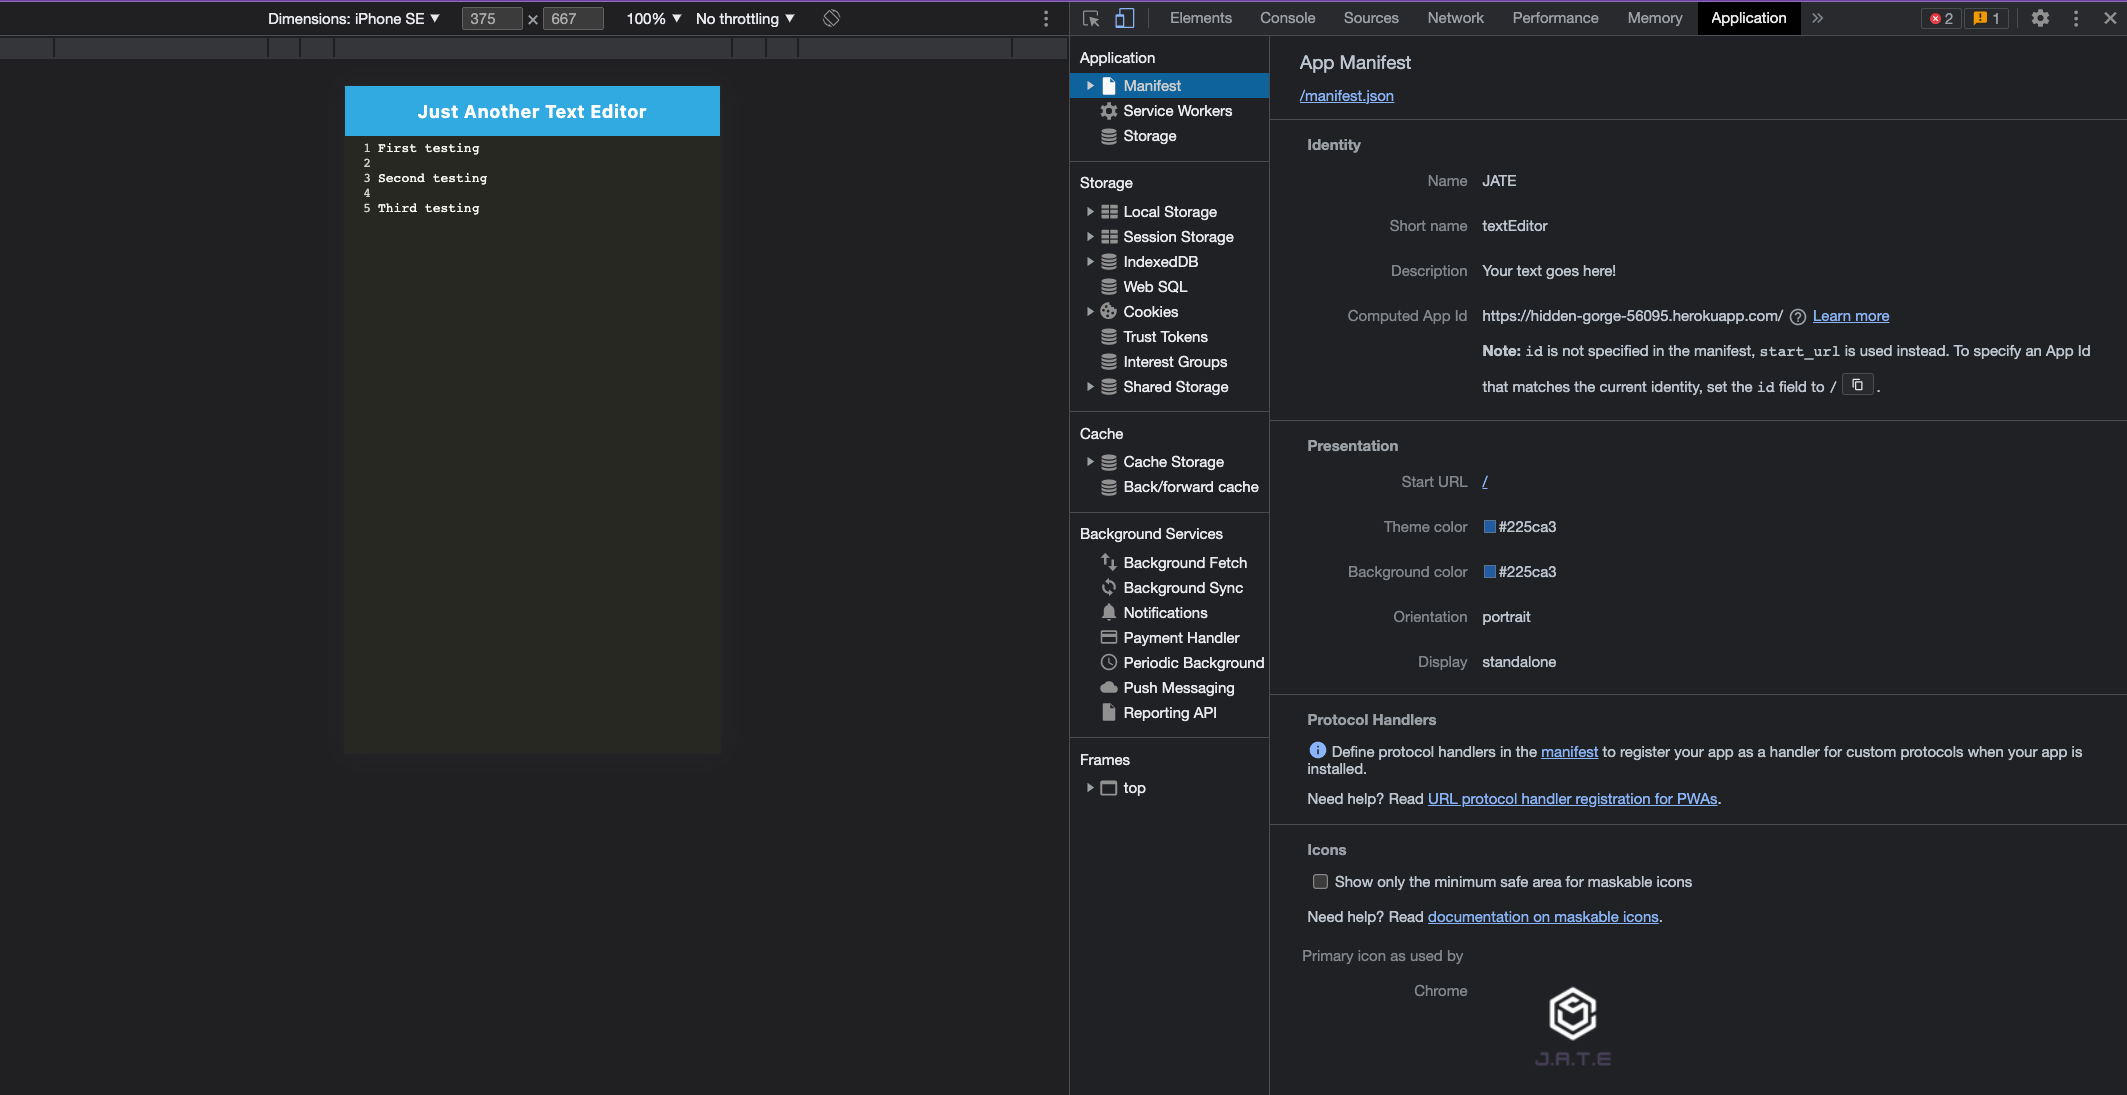 Dimensions: iPhone SE ▼ 375 × 667 100% ▼ No throttling ▼
Elements Console Sources Network Performance Memory Application » 2 1
Just Another Text Editor
1 First testing
2
3 Second testing
4
5 Third testing
Application
Manifest
Service Workers
Storage
Storage
Local Storage
Session Storage
IndexedDB
Web SQL
Cookies
Trust Tokens
Interest Groups
Shared Storage
Cache
Cache Storage
Back/forward cache
Background Services
Background Fetch
Background Sync
Notifications
Payment Handler
Periodic Background
Push Messaging
Reporting API
Frames
top
App Manifest
/manifest.json
Identity
Name JATE
Short name textEditor
Description Your text goes here!
Computed App Id https://hidden-gorge-56095.herokuapp.com/ Learn more
Note: id is not specified in the manifest, start_url is used instead. To specify an App Id
that matches the current identity, set the id field to / .
Presentation
Start URL /
Theme color #225ca3
Background color #225ca3
Orientation portrait
Display standalone
Protocol Handlers
Define protocol handlers in the manifest to register your app as a handler for custom protocols when your app is
installed.
Need help? Read URL protocol handler registration for PWAs.
Icons
Show only the minimum safe area for maskable icons
Need help? Read documentation on maskable icons.
Primary icon as used by
Chrome
J.A.T.E